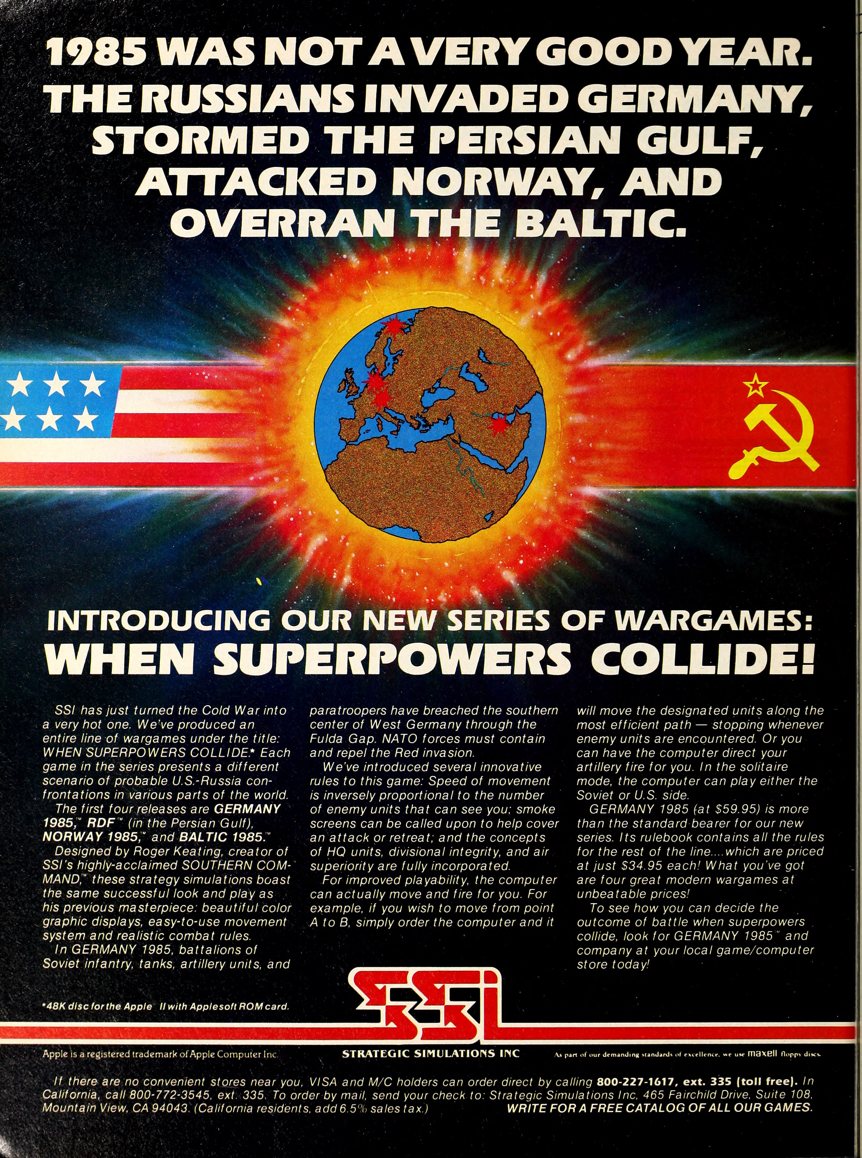 1985 WAS NOT A VERY GOOD YEAR.
THE RUSSIANS INVADED GERMANY,
STORMED THE PERSIAN GULF,
ATTACKED NORWAY, AND
OVERRAN THE BALTIC.
INTRODUCING OUR NEW SERIES OF WARGAMES:
WHEN SUPERPOWERS COLLIDE!
SSI has just turned the Cold War into
a very hot one. We've produced an
entire line of wargames under the title:
WHEN SUPERPOWERS COLLIDE.* Each
game in the series presents a different
scenario of probable U.S.-Russia con-
frontations in various parts of the world.
The first four releases are GERMANY
1985,™ RDF™ (in the Persian Gulf),
NORWAY 1985,™ and BALTIC 1985.™
Designed by Roger Keating, creator of
SSI's highly-acclaimed SOUTHERN COM-
MAND,™ these strategy simulations boast
the same successful look and play as
his previous masterpiece: beautiful color
graphic displays, easy-to-use movement
system and realistic combat rules.
In GERMANY 1985, battalions of
Soviet infantry, tanks, artillery units, and
paratroopers have breached the southern
center of West Germany through the
Fulda Gap. NATO forces must contain
and repel the Red invasion.
We've introduced several innovative
rules to this game: Speed of movement
is inversely proportional to the number
of enemy units that can see you; smoke
screens can be called upon to help cover
an attack or retreat; and the concepts
of HQ units, divisional integrity, and air
superiority are fully incorporated.
For improved playability, the computer
can actually move and fire for you. For
example, if you wish to move from point
A to B, simply order the computer and it
will move the designated units along the
most efficient path — stopping whenever
enemy units are encountered. Or you
can have the computer direct your
artillery fire for you. In the solitaire
mode, the computer can play either the
Soviet or U.S. side.
GERMANY 1985 (at $59.95) is more
than the standard bearer for our new
series. Its rulebook contains all the rules
for the rest of the line....which are priced
at just $34.95 each! What you've got
are four great modern wargames at
unbeatable prices!
To see how you can decide the
outcome of battle when superpowers
collide, look for GERMANY 1985™ and
company at your local game/computer
store today!
*48K disc for the Apple II with Applesoft ROM card.
SSI
Apple is a registered trademark of Apple Computer Inc.
STRATEGIC SIMULATIONS INC
As part of our demanding standards of excellence, we use maxell floppy discs.
If there are no convenient stores near you, VISA and M/C holders can order direct by calling 800-227-1617, ext. 335 (toll free). In
California, call 800-772-3545, ext. 335. To order by mail, send your check to: Strategic Simulations Inc, 465 Fairchild Drive, Suite 108,
Mountain View, CA 94043. (California residents, add 6.5% sales tax.)
WRITE FOR A FREE CATALOG OF ALL OUR GAMES.